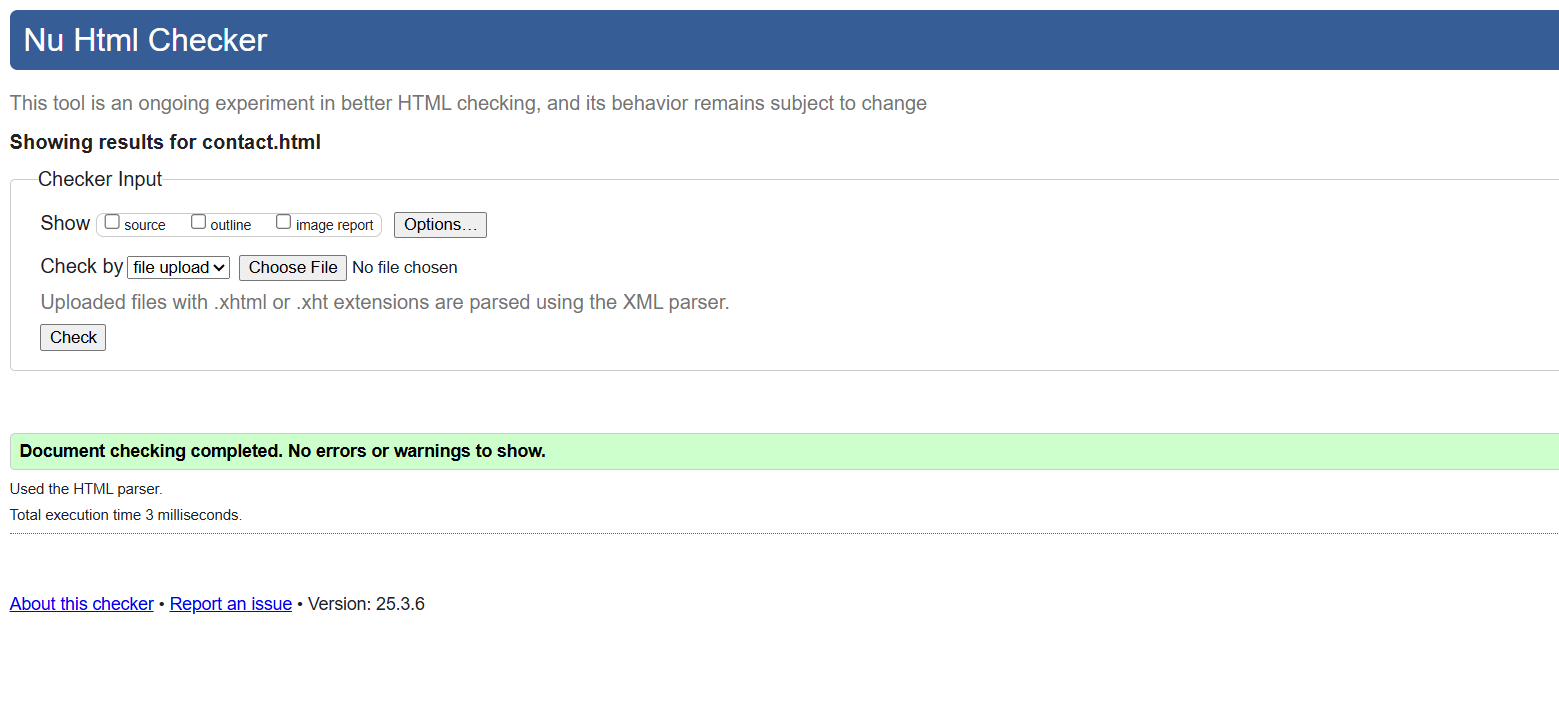 Nu Html Checker
This tool is an ongoing experiment in better HTML checking, and its behavior remains subject to change
Showing results for contact.html
Checker Input
Show source outline image report Options…
Check by file upload Choose File No file chosen
Uploaded files with .xhtml or .xht extensions are parsed using the XML parser.
Check
Document checking completed. No errors or warnings to show.
Used the HTML parser.
Total execution time 3 milliseconds.
About this checker • Report an issue • Version: 25.3.6